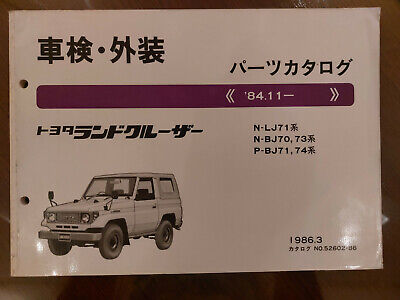 車検・外装
パーツカタログ
《 '84.11— 》
トヨタランドクルーザー
N-LJ71系
N-BJ70,73系
P-BJ71,74系
1986.3
カタログ NO.52602-86